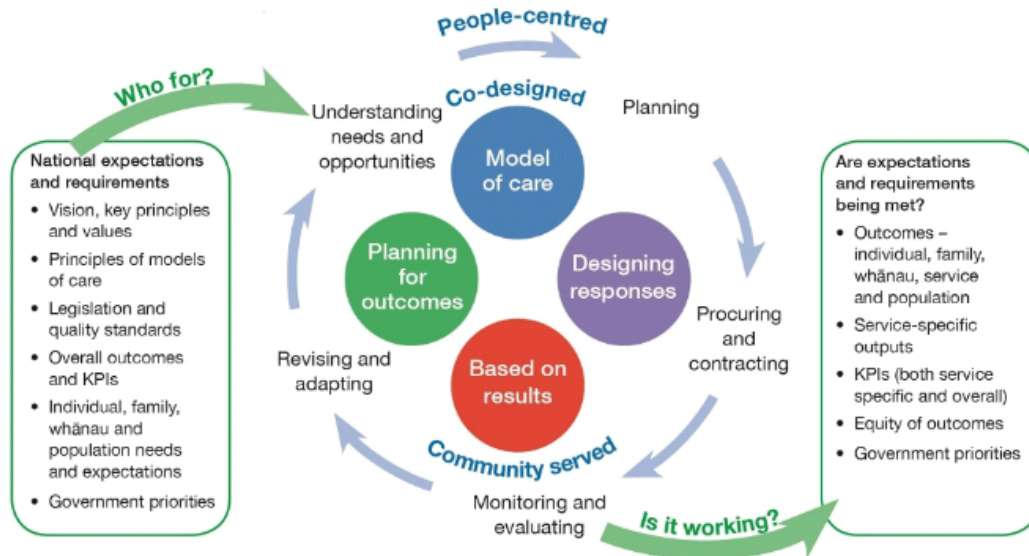 People-centred
Who for?
Co-designed
Understanding
needs and
opportunities
Planning
Model
of care
National expectations
and requirements
• Vision, key principles
and values
• Principles of models
of care
• Legislation and
quality standards
• Overall outcomes
and KPIs
• Individual, family,
whānau and
population needs
and expectations
• Government priorities
Planning
for
outcomes
Designing
responses
Revising and
adapting
Procuring
and
contracting
Based on
results
Community served
Monitoring and
evaluating
Is it working?
Are expectations
and requirements
being met?
• Outcomes –
individual, family,
whānau, service
and population
• Service-specific
outputs
• KPIs (both service
specific and overall)
• Equity of outcomes
• Government priorities